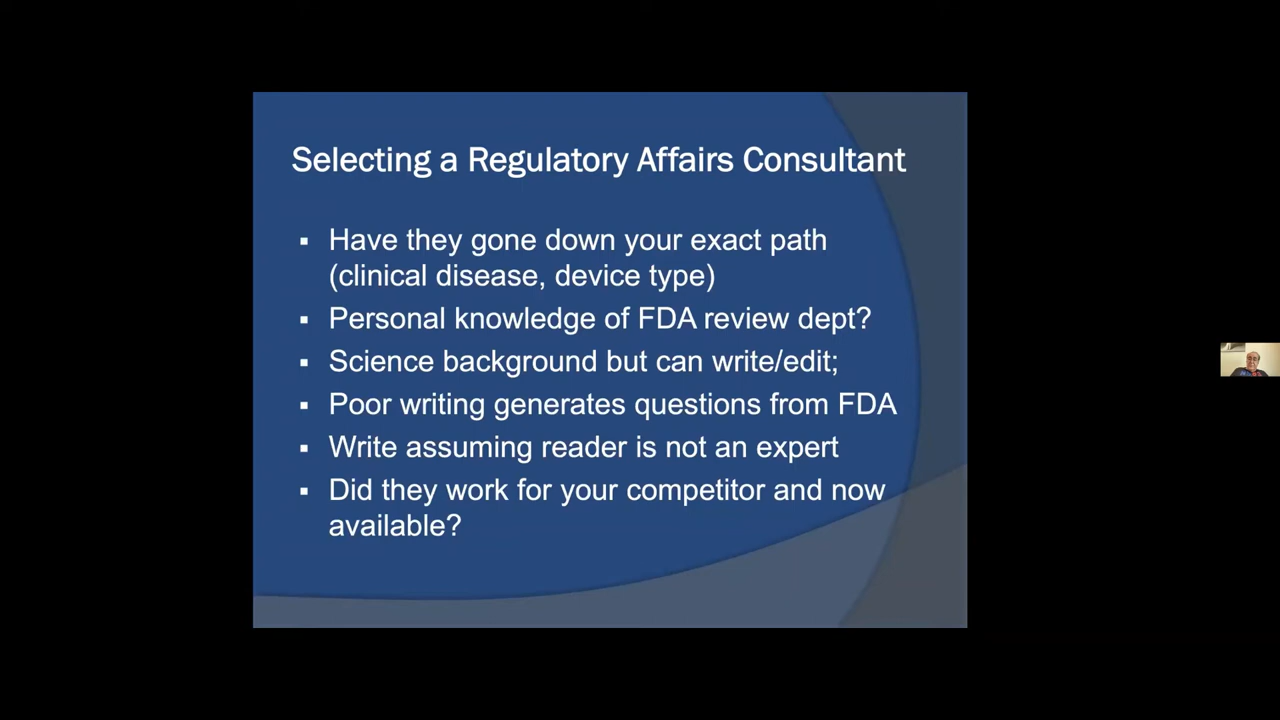 Selecting a Regulatory Affairs Consultant
▪ Have they gone down your exact path
(clinical disease, device type)
▪ Personal knowledge of FDA review dept?
▪ Science background but can write/edit;
▪ Poor writing generates questions from FDA
▪ Write assuming reader is not an expert
▪ Did they work for your competitor and now
available?